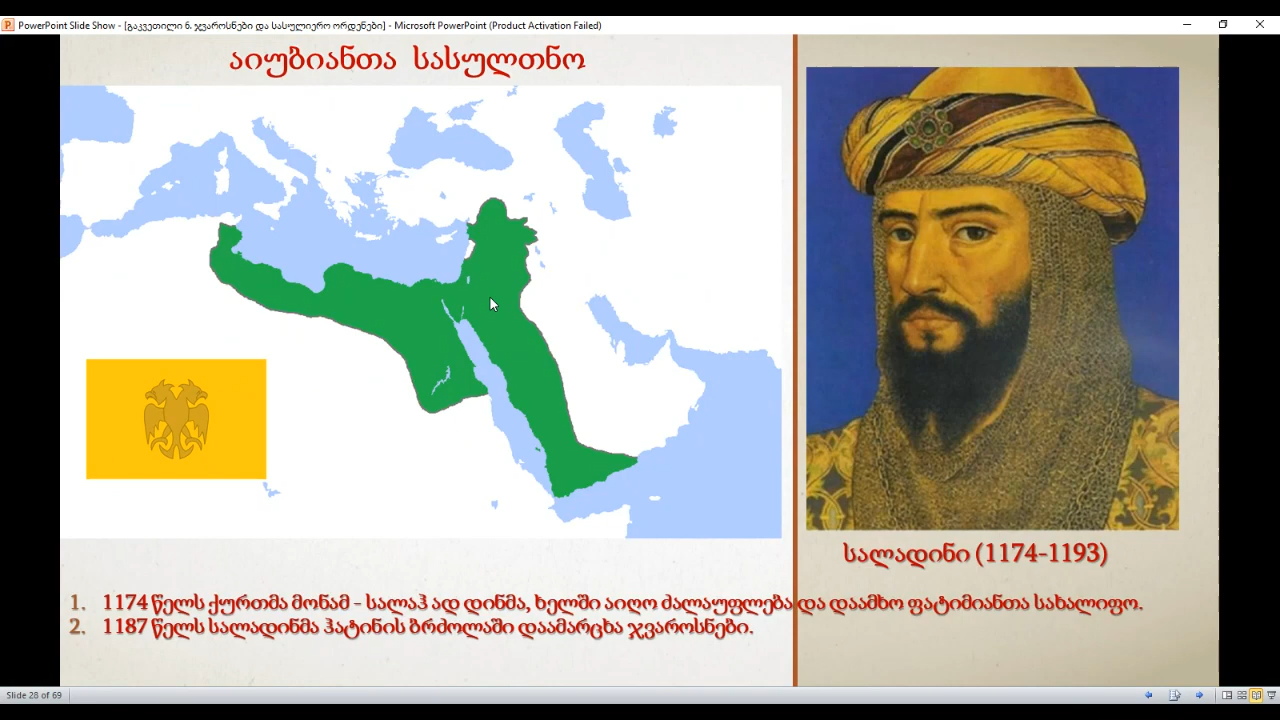 PowerPoint Slide Show - [გაკვეთილი 6. ჯვაროსნები და სასულიერო ორდენები] - Microsoft PowerPoint (Product Activation Failed)
აიუბიანთა სასულთნო
სალადინი (1174-1193)
1. 1174 წელს ქურთმა მონამ - სალაჰ ად დინმა, ხელში აიღო ძალაუფლება და დაამხო ფატიმიანთა სახალიფო.
2. 1187 წელს სალადინმა ჰატინის ბრძოლაში დაამარცხა ჯვაროსნები.
Slide 28 of 69